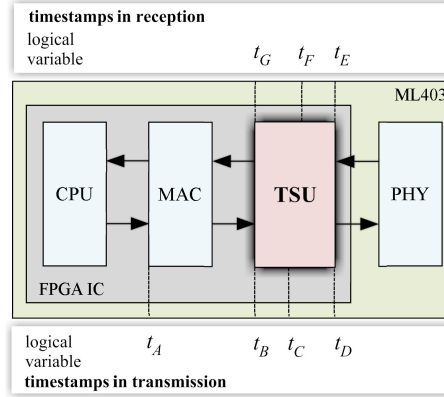 timestamps in reception
logical
variable
t_G t_F t_E
ML403
CPU MAC TSU PHY
FPGA IC
logical
variable
t_A t_B t_C t_D
timestamps in transmission